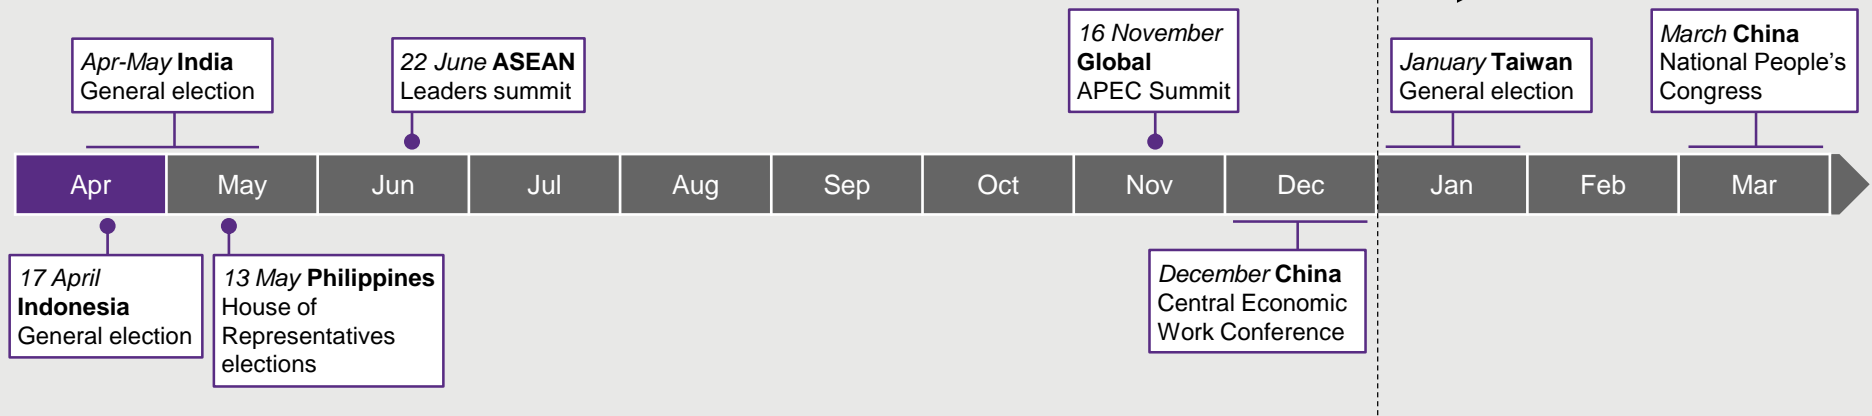 Apr-May India
General election
22 June ASEAN
Leaders summit
16 November
Global
APEC Summit
January Taiwan
General election
March China
National People's
Congress
Apr
May
Jun
Jul
Aug
Sep
Oct
Nov
Dec
Jan
Feb
Mar
17 April
Indonesia
General election
13 May Philippines
House of
Representatives
elections
December China
Central Economic
Work Conference